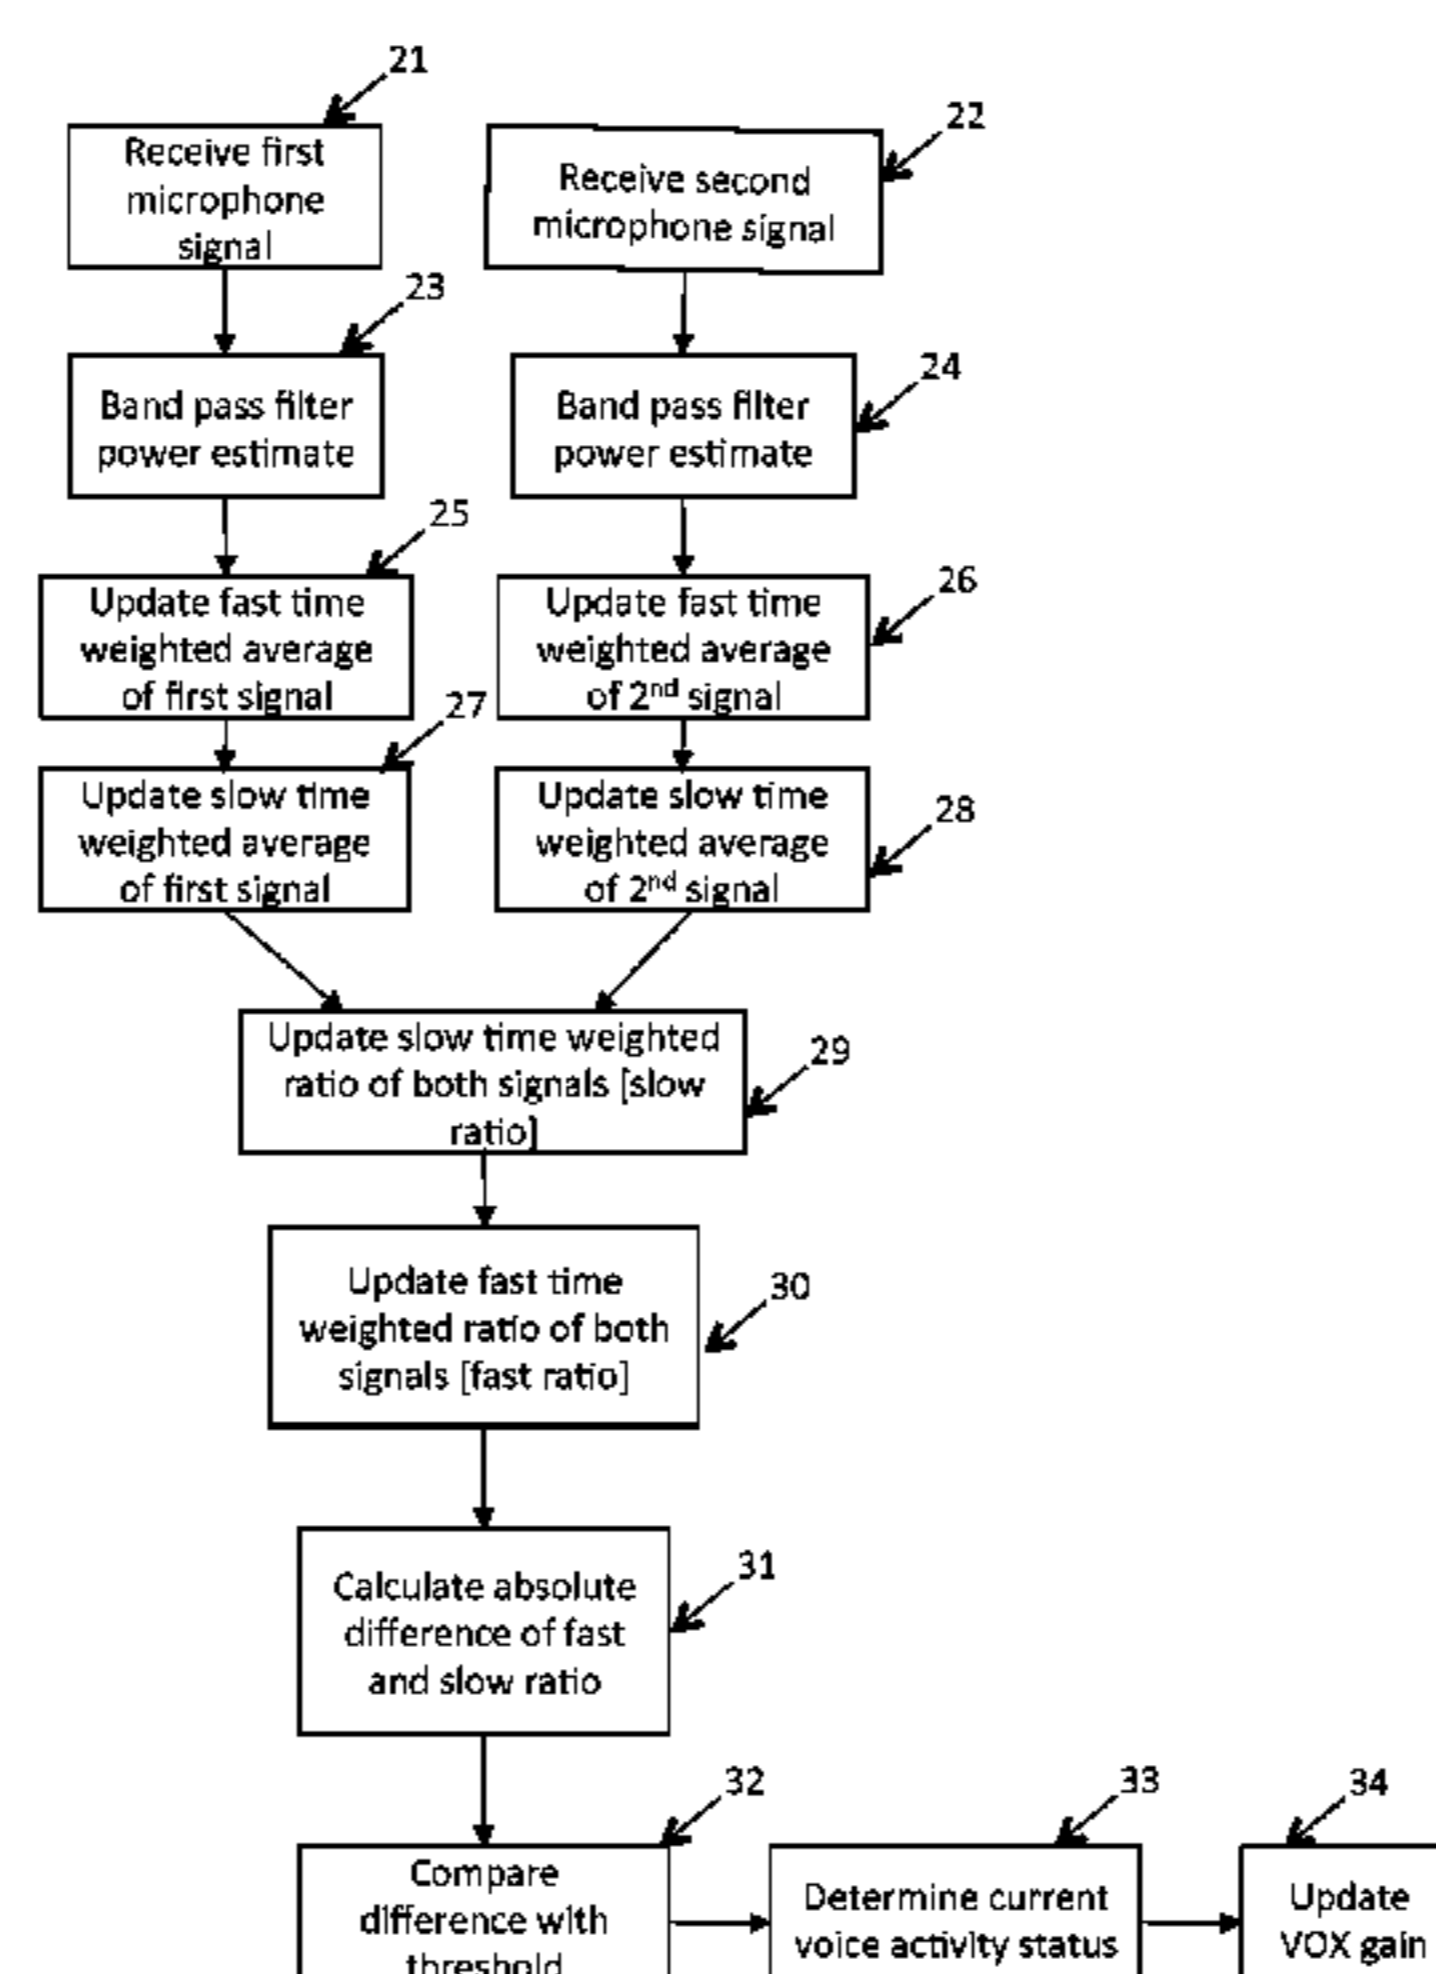 21
Receive first
microphone
signal
22
Receive second
microphone signal
23
Band pass filter
power estimate
24
Band pass filter
power estimate
25
Update fast time
weighted average
of first signal
26
Update fast time
weighted average
of 2nd signal
27
Update slow time
weighted average
of first signal
28
Update slow time
weighted average
of 2nd signal
29
Update slow time weighted
ratio of both signals [slow
ratio]
30
Update fast time
weighted ratio of both
signals [fast ratio]
31
Calculate absolute
difference of fast
and slow ratio
32
Compare
difference with
threshold
33
Determine current
voice activity status
34
Update
VOX gain